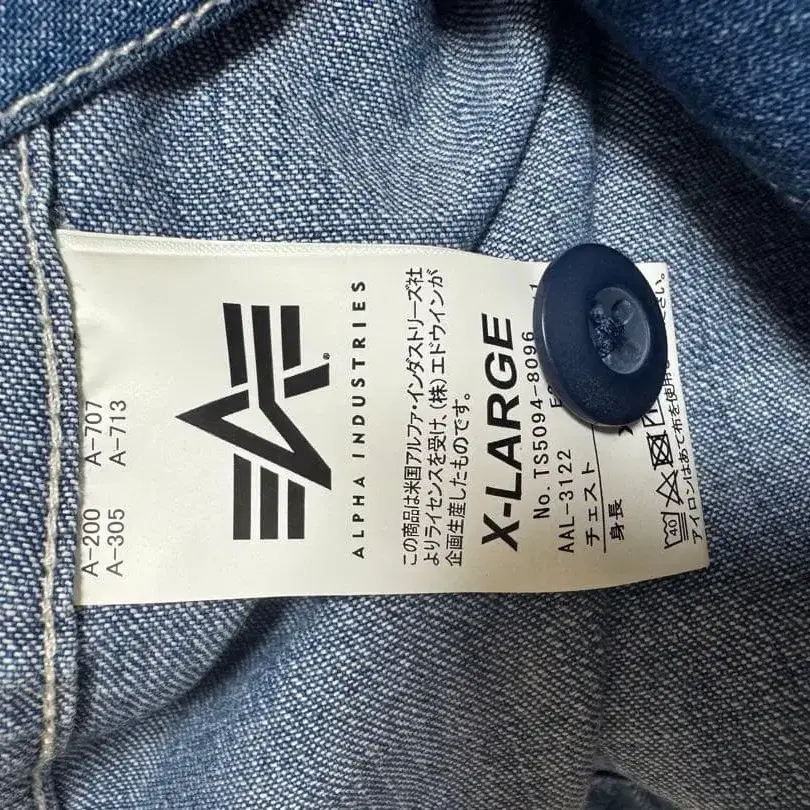 A-200 A-707
A-305 A-713
ALPHA INDUSTRIES
この商品は米国アルファ・インダストリーズ社
よりライセンスを受け、(株)エドウインが
企画生産したものです。
X-LARGE
No.TS5094-8096
AAL-3122
チェスト
身長
40
アイロンはあて布を使用